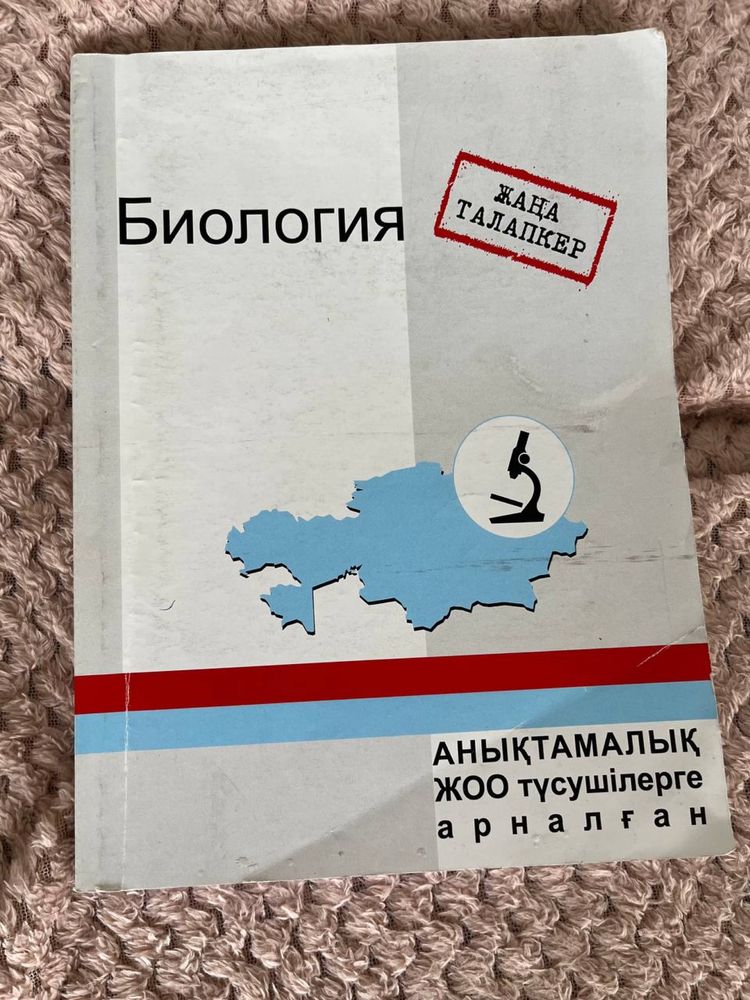 Биология
ЖАҢА
ТАЛАПКЕР
АНЫҚТАМАЛЫҚ
ЖОО түсушілерге
арналған